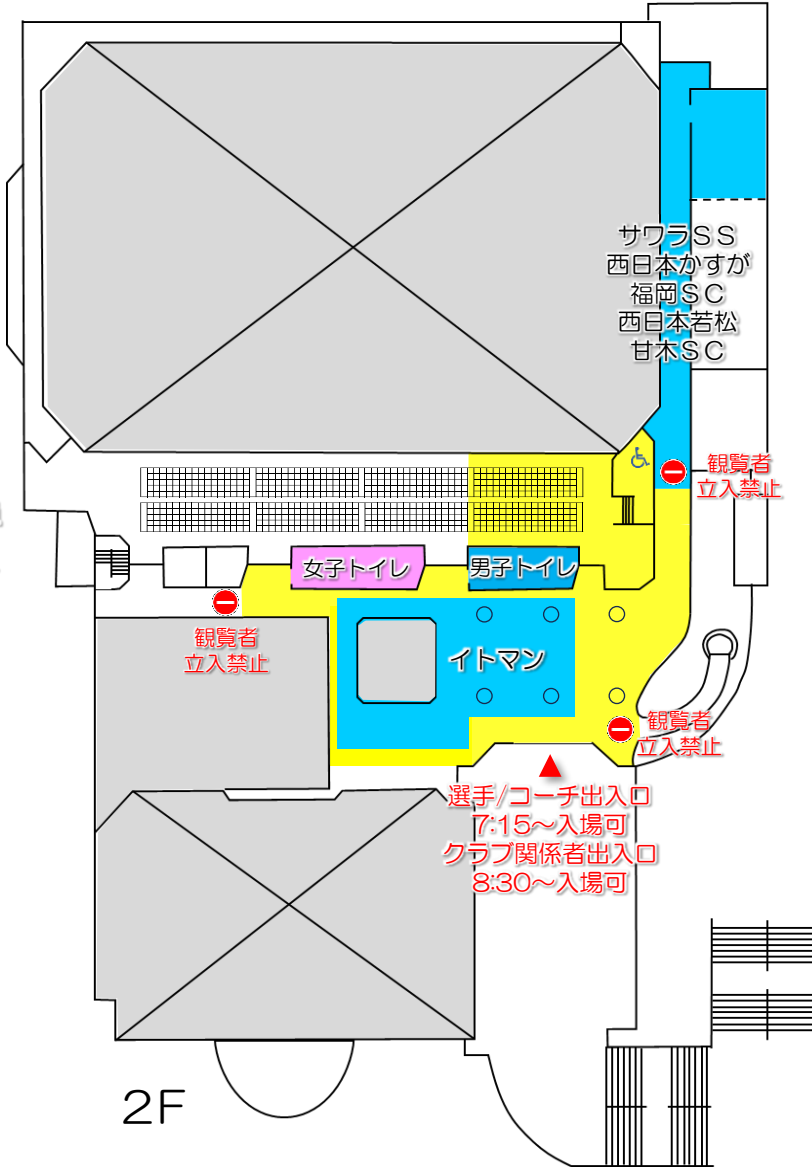 サワラＳＳ
西日本かすが
福岡ＳＣ
西日本若松
甘木ＳＣ
観覧者
立入禁止
女子トイレ
男子トイレ
観覧者
立入禁止
イトマン
観覧者
立入禁止
選手/コーチ出入口
7:15～入場可
クラブ関係者出入口
8:30～入場可
2F